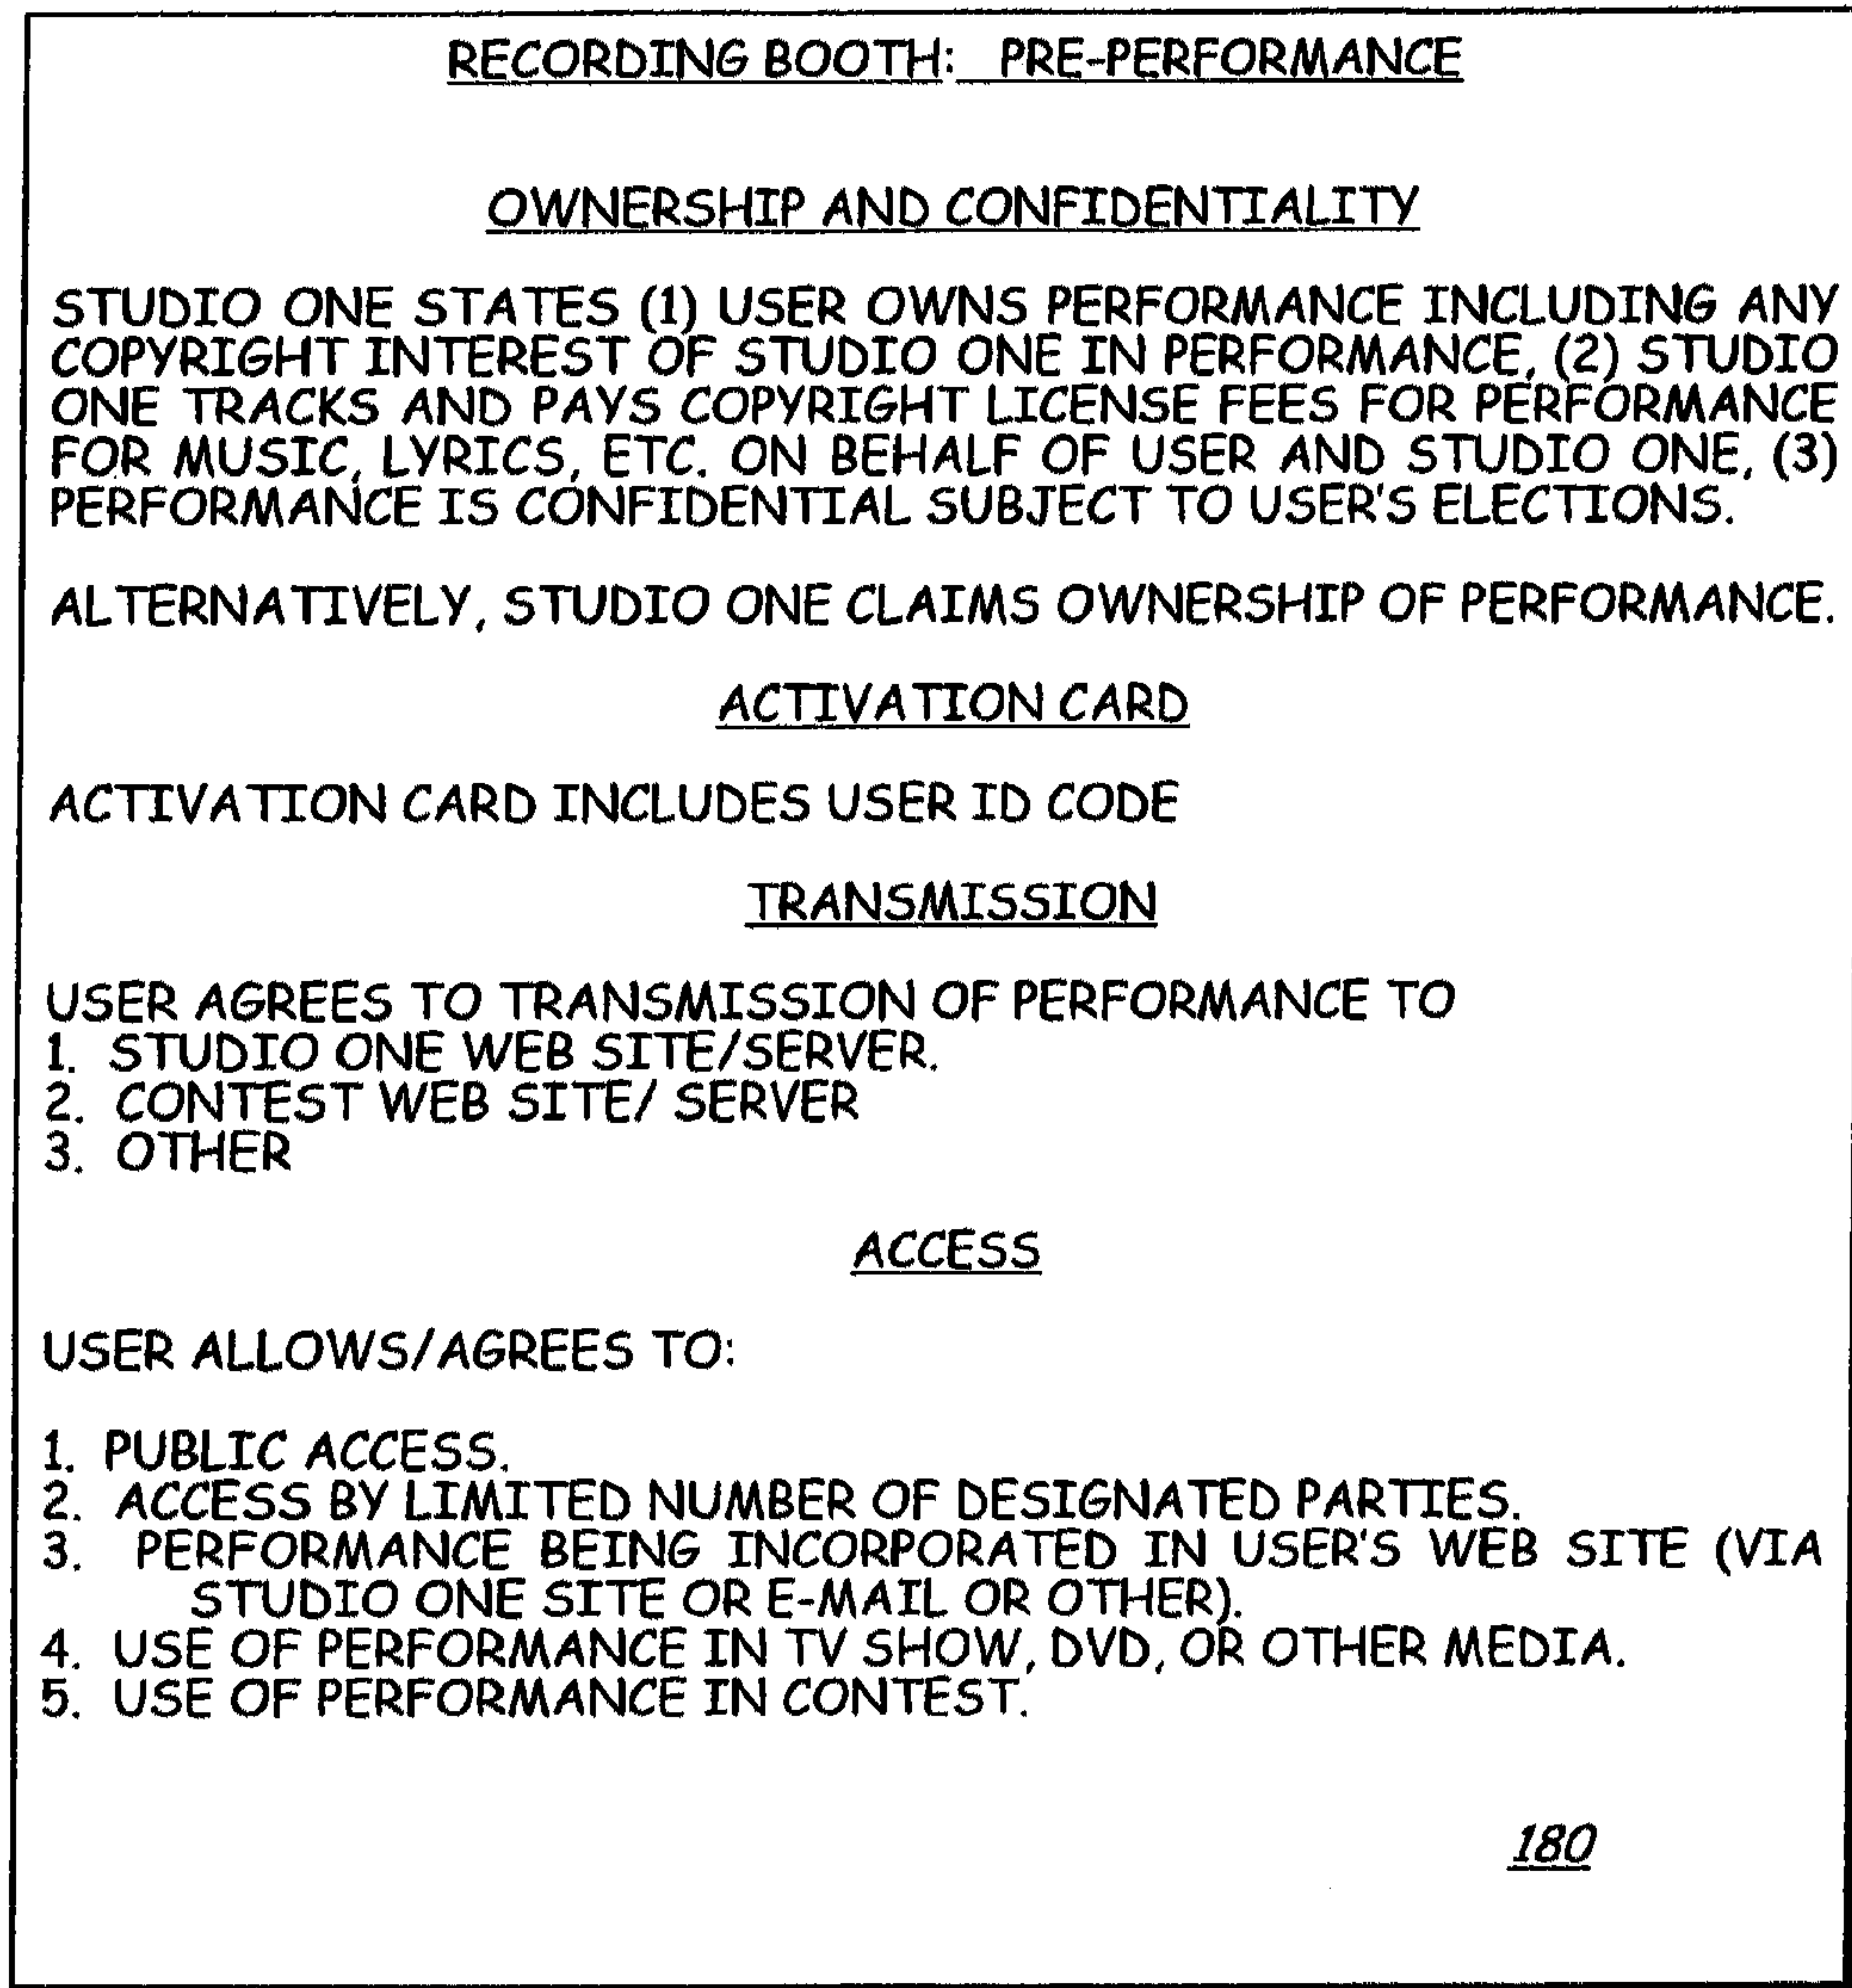 RECORDING BOOTH: PRE-PERFORMANCE
OWNERSHIP AND CONFIDENTIALITY
STUDIO ONE STATES (1) USER OWNS PERFORMANCE INCLUDING ANY
COPYRIGHT INTEREST OF STUDIO ONE IN PERFORMANCE, (2) STUDIO
ONE TRACKS AND PAYS COPYRIGHT LICENSE FEES FOR PERFORMANCE
FOR MUSIC, LYRICS, ETC. ON BEHALF OF USER AND STUDIO ONE, (3)
PERFORMANCE IS CONFIDENTIAL SUBJECT TO USER'S ELECTIONS.
ALTERNATIVELY, STUDIO ONE CLAIMS OWNERSHIP OF PERFORMANCE.
ACTIVATION CARD
ACTIVATION CARD INCLUDES USER ID CODE
TRANSMISSION
USER AGREES TO TRANSMISSION OF PERFORMANCE TO
1. STUDIO ONE WEB SITE/SERVER.
2. CONTEST WEB SITE/ SERVER
3. OTHER
ACCESS
USER ALLOWS/AGREES TO:
1. PUBLIC ACCESS.
2. ACCESS BY LIMITED NUMBER OF DESIGNATED PARTIES.
3. PERFORMANCE BEING INCORPORATED IN USER'S WEB SITE (VIA
STUDIO ONE SITE OR E-MAIL OR OTHER).
4. USE OF PERFORMANCE IN TV SHOW, DVD, OR OTHER MEDIA.
5. USE OF PERFORMANCE IN CONTEST.
180